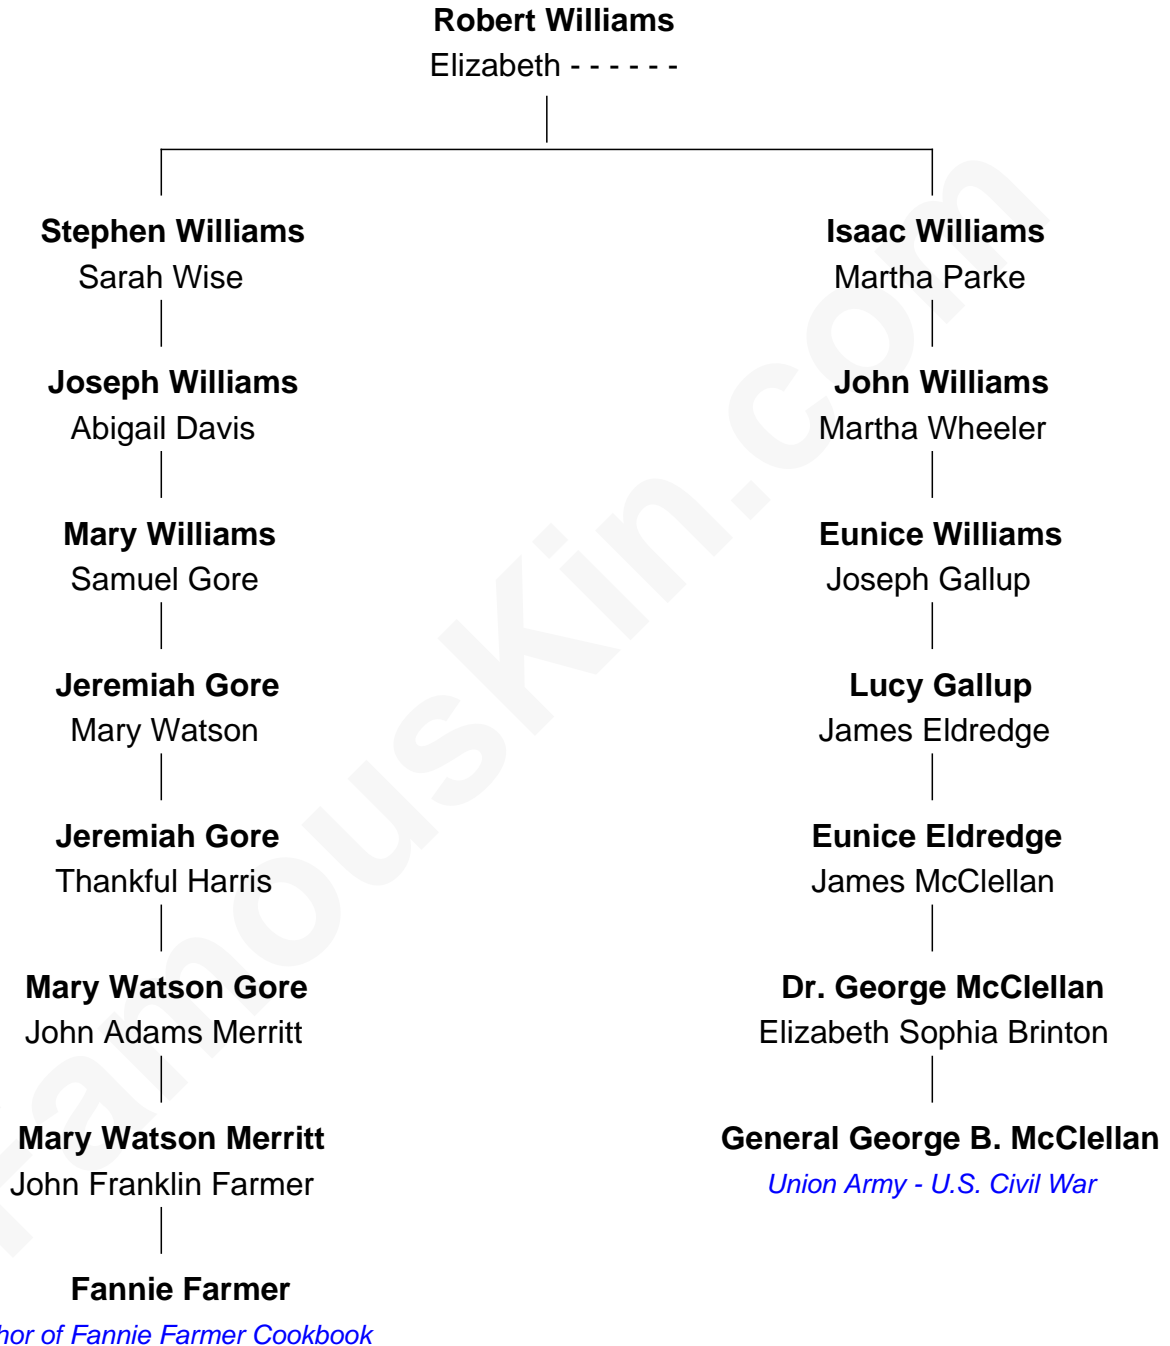 Robert Williams
Elizabeth - - - - - -
Stephen Williams
Sarah Wise
Isaac Williams
Martha Parke
Joseph Williams
Abigail Davis
John Williams
Martha Wheeler
Mary Williams
Samuel Gore
Eunice Williams
Joseph Gallup
Jeremiah Gore
Mary Watson
Lucy Gallup
James Eldredge
Jeremiah Gore
Thankful Harris
Eunice Eldredge
James McClellan
Mary Watson Gore
John Adams Merritt
Dr. George McClellan
Elizabeth Sophia Brinton
Mary Watson Merritt
John Franklin Farmer
General George B. McClellan
Union Army - U.S. Civil War
Fannie Farmer
hor of Fannie Farmer Cookbook
FamousKin.com